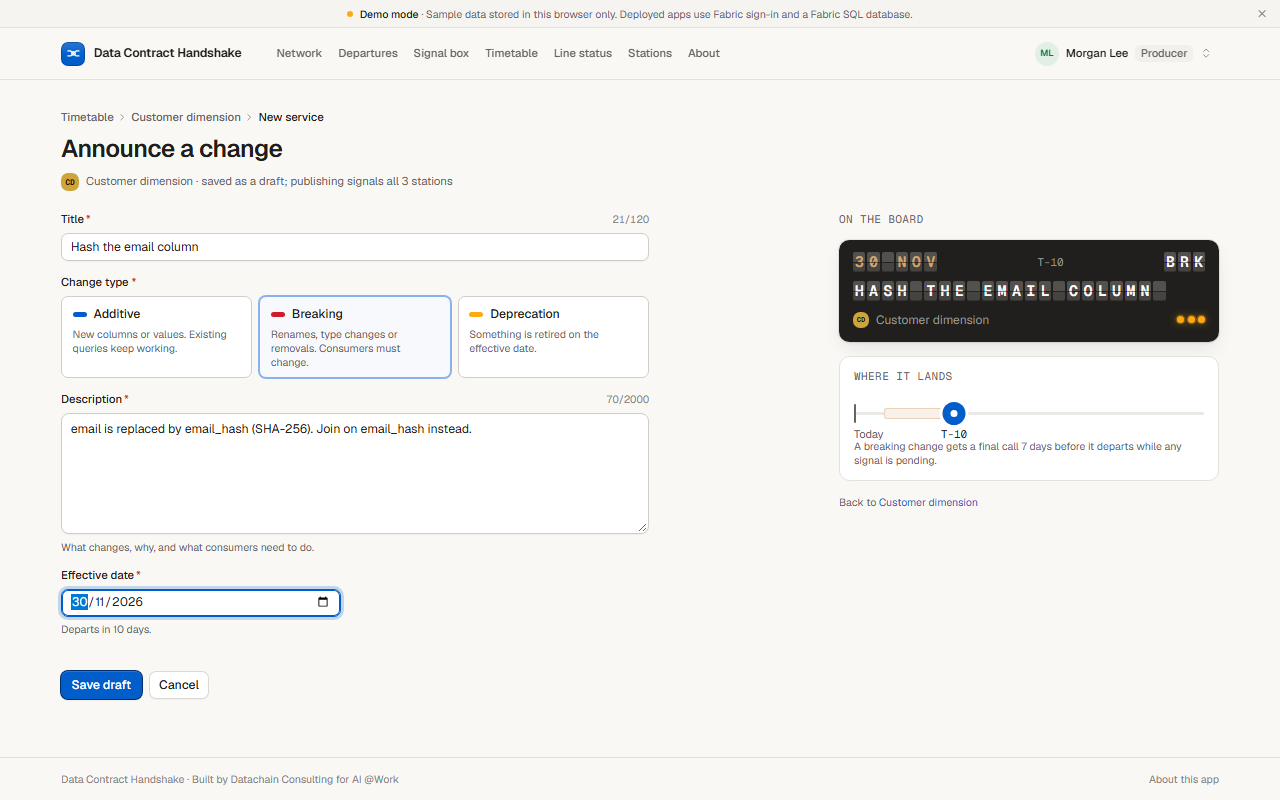 Demo mode · Sample data stored in this browser only. Deployed apps use Fabric sign-in and a Fabric SQL database.
Data Contract Handshake
Network
Departures
Signal box
Timetable
Line status
Stations
About
ML
Morgan Lee
Producer
Timetable > Customer dimension > New service
Announce a change
CD Customer dimension · saved as a draft; publishing signals all 3 stations
Title *
21/120
Hash the email column
Change type *
Additive
New columns or values. Existing
queries keep working.
Breaking
Renames, type changes or
removals. Consumers must
change.
Deprecation
Something is retired on the
effective date.
Description *
70/2000
email is replaced by email_hash (SHA-256). Join on email_hash instead.
What changes, why, and what consumers need to do.
Effective date *
30/11/2026
Departs in 10 days.
Save draft
Cancel
ON THE BOARD
30 NOV
T-10
BRK
HASH THE EMAIL COLUMN
CD Customer dimension
WHERE IT LANDS
Today
T-10
A breaking change gets a final call 7 days before it departs while any
signal is pending.
Back to Customer dimension
Data Contract Handshake · Built by Datachain Consulting for AI @Work
About this app